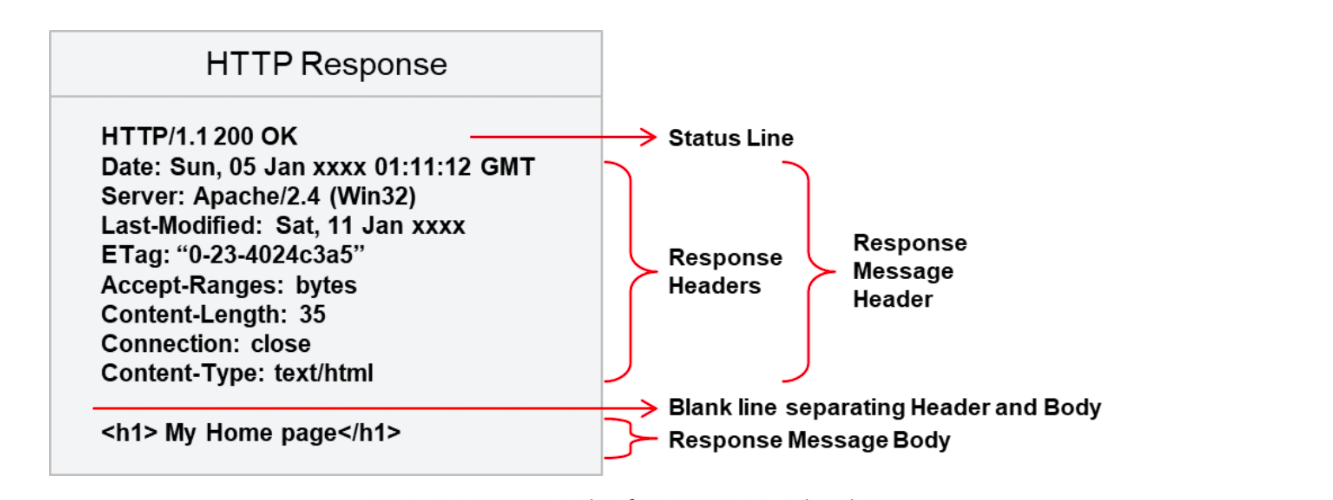 HTTP Response
HTTP/1.1 200 OK
Date: Sun, 05 Jan xxxx 01:11:12 GMT
Server: Apache/2.4 (Win32)
Last-Modified: Sat, 11 Jan xxxx
ETag: “0-23-4024c3a5”
Accept-Ranges: bytes
Content-Length: 35
Connection: close
Content-Type: text/html
<h1> My Home page</h1>
Status Line
Response
Headers
Response
Message
Header
Blank line separating Header and Body
Response Message Body